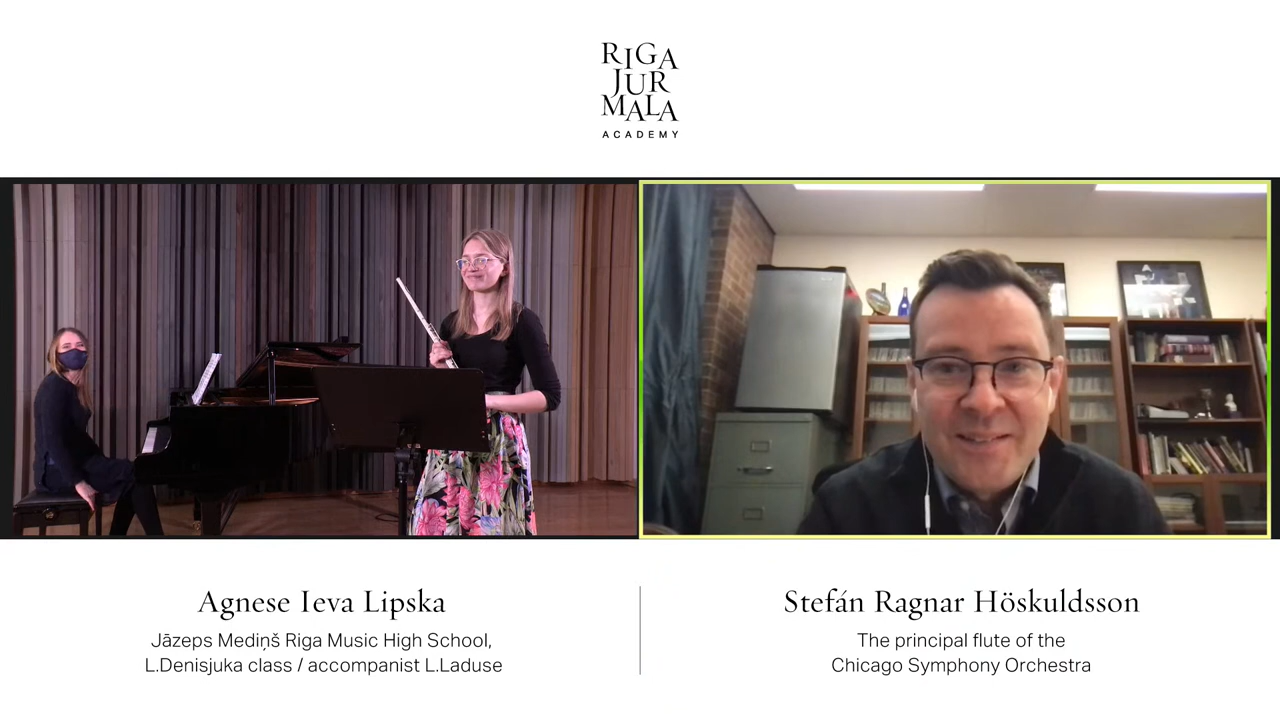 RIGA
JUR
MALA
ACADEMY
Agnese Ieva Lipska
Jāzeps Mediņš Riga Music High School,
L.Denisjuka class / accompanist L.Laduse
Stefán Ragnar Höskuldsson
The principal flute of the
Chicago Symphony Orchestra